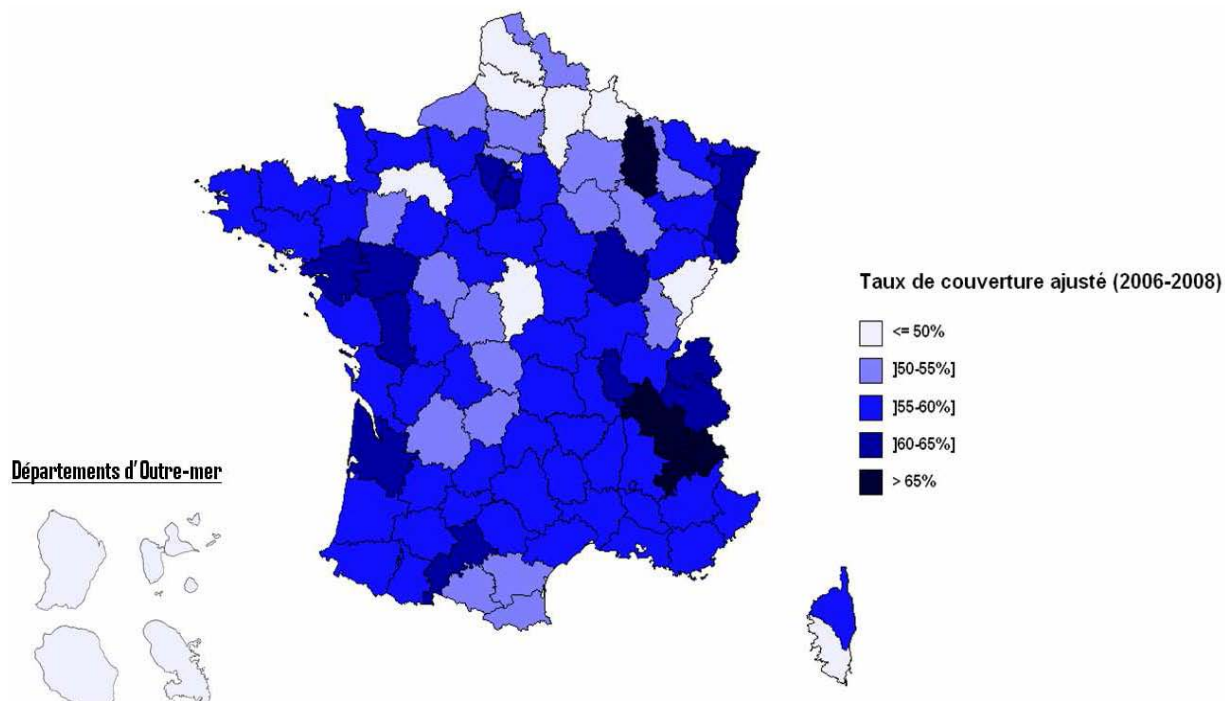 Taux de couverture ajusté (2006-2008)
<= 50%
]50-55%]
]55-60%]
]60-65%]
> 65%
Départements d'Outre-mer